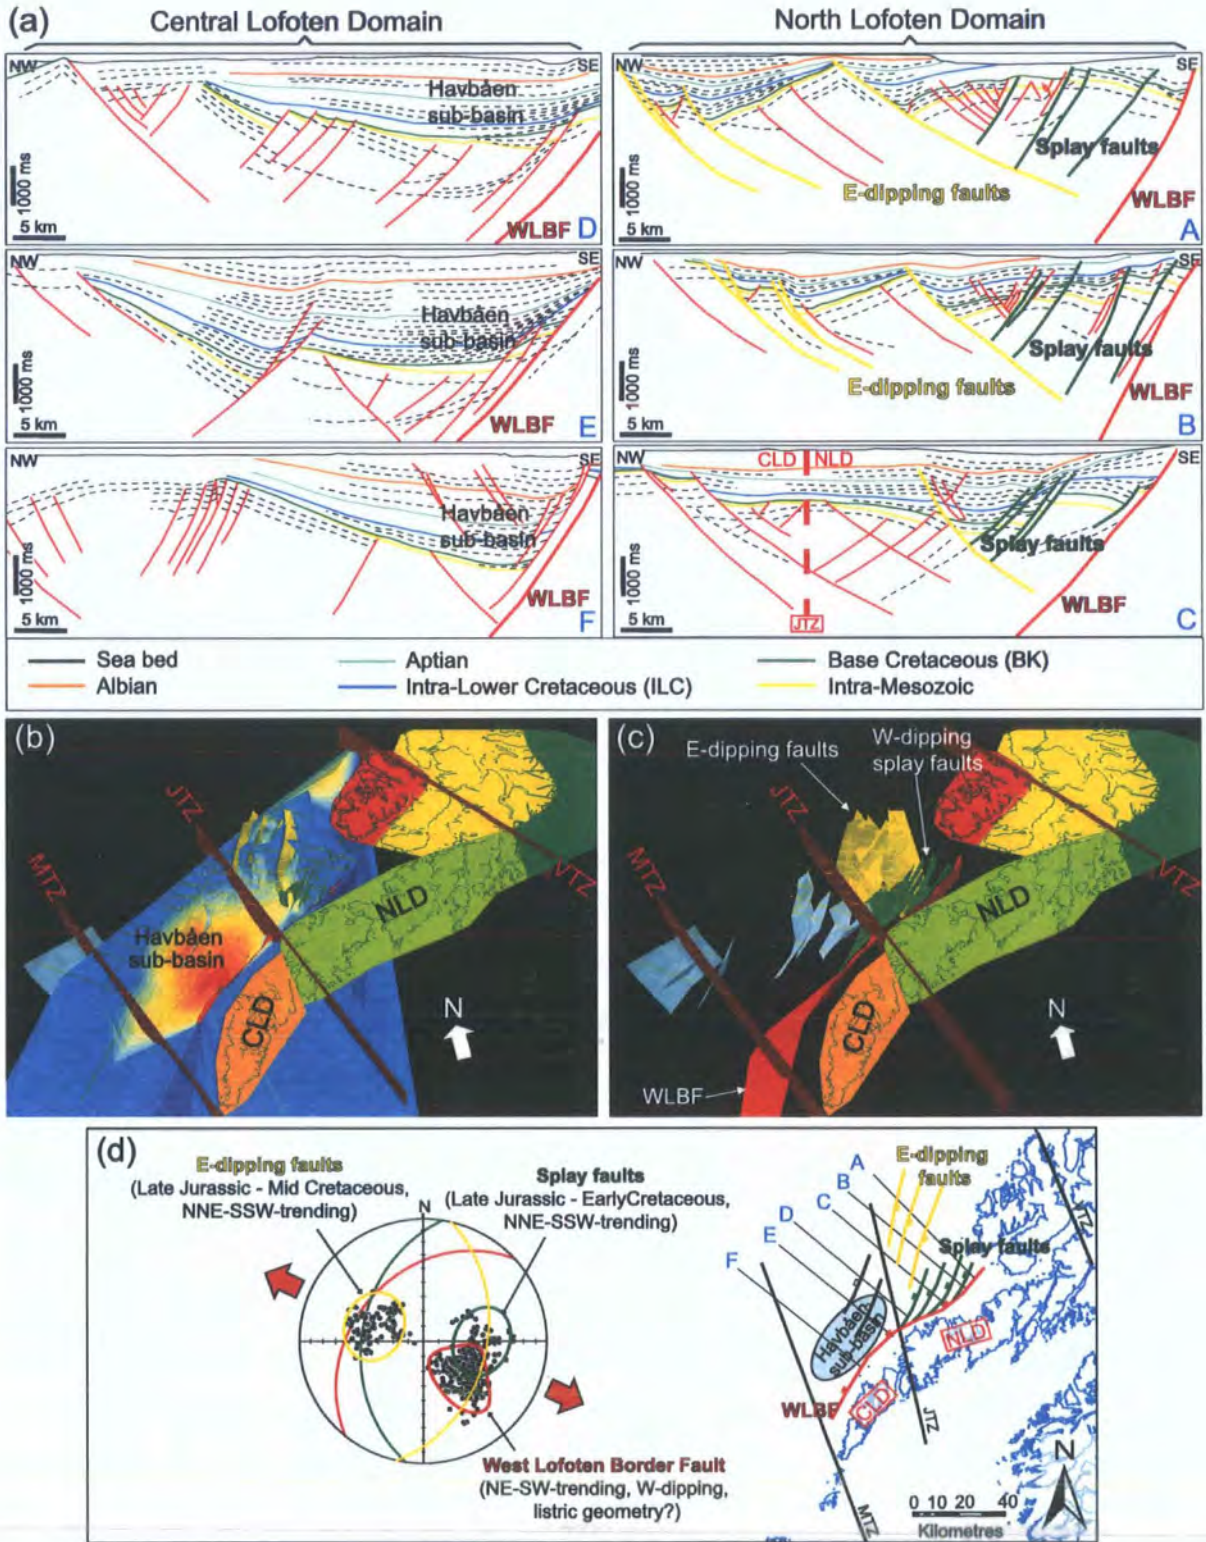 (a)
Central Lofoten Domain
North Lofoten Domain
NW
SE
Havbåen
sub-basin
1000 ms
5 km
WLBF
D
NW
SE
Splay faults
E-dipping faults
1000 ms
5 km
WLBF
A
NW
SE
Havbåen
sub-basin
1000 ms
5 km
WLBF
E
NW
SE
Splay faults
E-dipping faults
1000 ms
5 km
WLBF
B
NW
SE
Havbåen
sub-basin
1000 ms
5 km
WLBF
F
NW
CLD
NLD
SE
Splay faults
1000 ms
5 km
JTZ
WLBF
C
Sea bed
Aptian
Base Cretaceous (BK)
Albian
Intra-Lower Cretaceous (ILC)
Intra-Mesozoic
(b)
JTZ
MTZ
VTZ
NLD
Havbåen
sub-basin
CLD
N
(c)
E-dipping faults
W-dipping
splay faults
JTZ
MTZ
VTZ
NLD
CLD
N
WLBF
(d)
E-dipping faults
(Late Jurassic - Mid Cretaceous,
NNE-SSW-trending)
N
Splay faults
(Late Jurassic - EarlyCretaceous,
NNE-SSW-trending)
West Lofoten Border Fault
(NE-SW-trending, W-dipping,
listric geometry?)
A
B
C
D
E
F
E-dipping
faults
Splay faults
Havbåen
sub-basin
NLD
CLD
WLBF
JTZ
MTZ
N
0 10 20 40
Kilometres